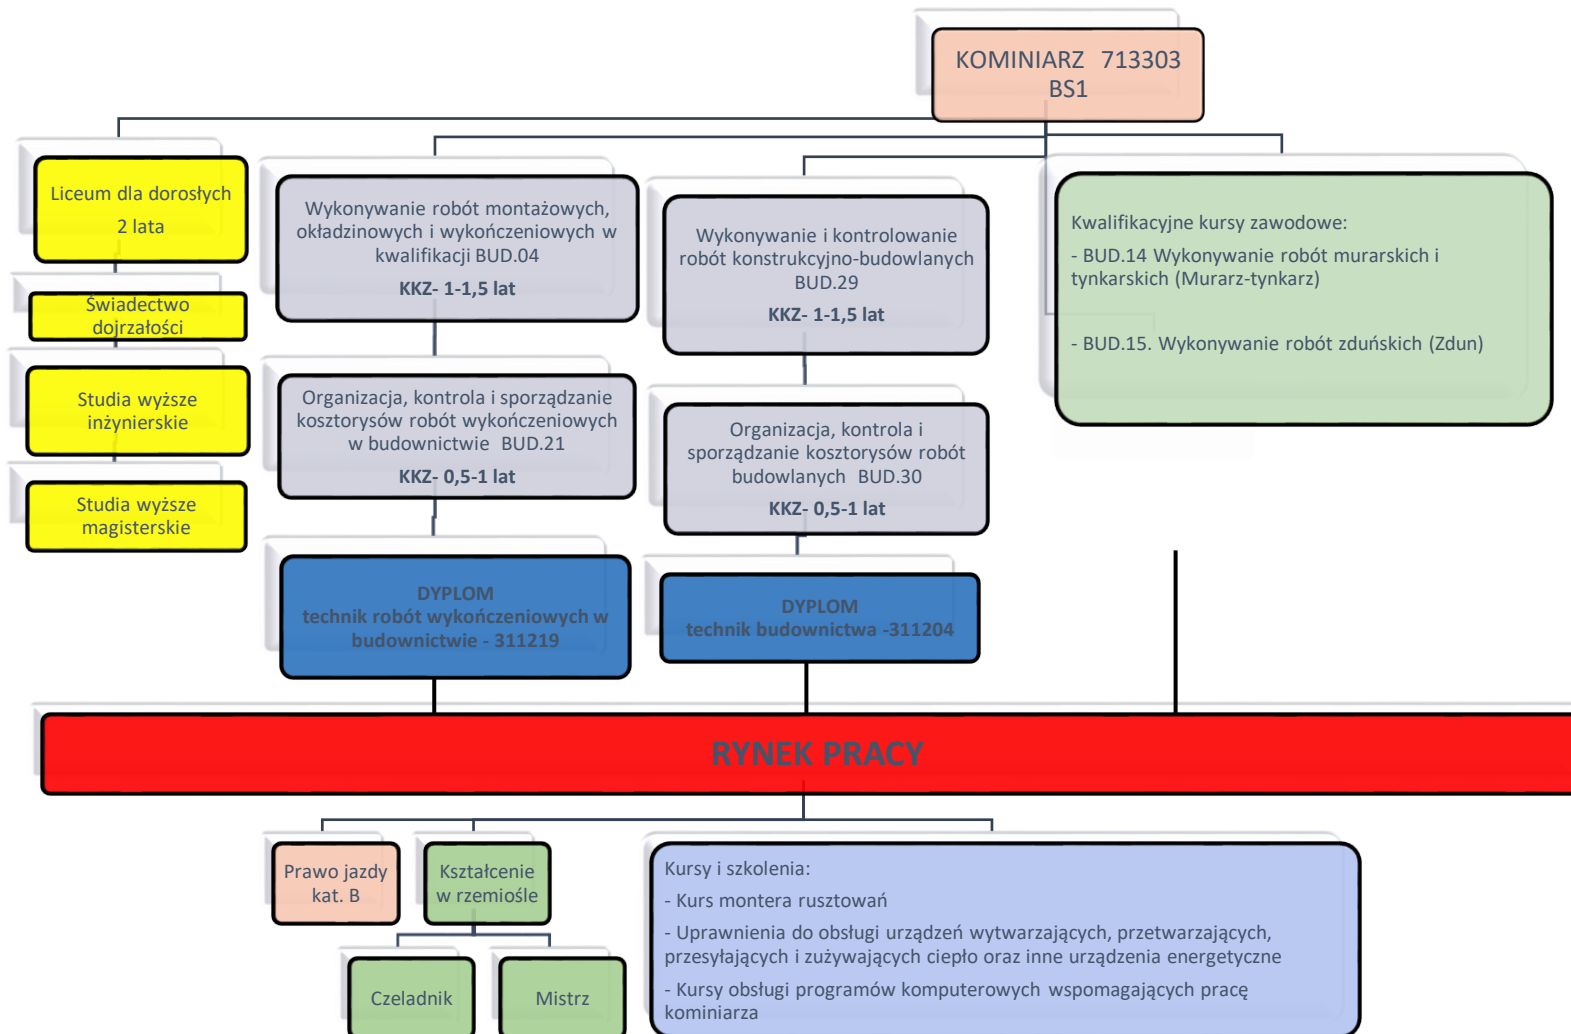 KOMINIARZ 713303
BS1
Liceum dla dorosłych
2 lata
Świadectwo
dojrzałości
Studia wyższe
inżynierskie
Studia wyższe
magisterskie
Wykonywanie robót montażowych,
okładzinowych i wykończeniowych w
kwalifikacji BUD.04
KKZ- 1-1,5 lat
Organizacja, kontrola i sporządzanie
kosztorysów robót wykończeniowych
w budownictwie BUD.21
KKZ- 0,5-1 lat
DYPLOM
technik robót wykończeniowych w
budownictwie - 311219
Wykonywanie i kontrolowanie
robót konstrukcyjno-budowlanych
BUD.29
KKZ- 1-1,5 lat
Organizacja, kontrola i
sporządzanie kosztorysów robót
budowlanych BUD.30
KKZ- 0,5-1 lat
DYPLOM
technik budownictwa -311204
Kwalifikacyjne kursy zawodowe:
- BUD.14 Wykonywanie robót murarskich i
tynkarskich (Murarz-tynkarz)
- BUD.15. Wykonywanie robót zduńskich (Zdun)
RYNEK PRACY
Prawo jazdy
kat. B
Kształcenie
w rzemiośle
Czeladnik
Mistrz
Kursy i szkolenia:
- Kurs montera rusztowań
- Uprawnienia do obsługi urządzeń wytwarzających, przetwarzających,
przesyłających i zużywających ciepło oraz inne urządzenia energetyczne
- Kursy obsługi programów komputerowych wspomagających pracę
kominiarza